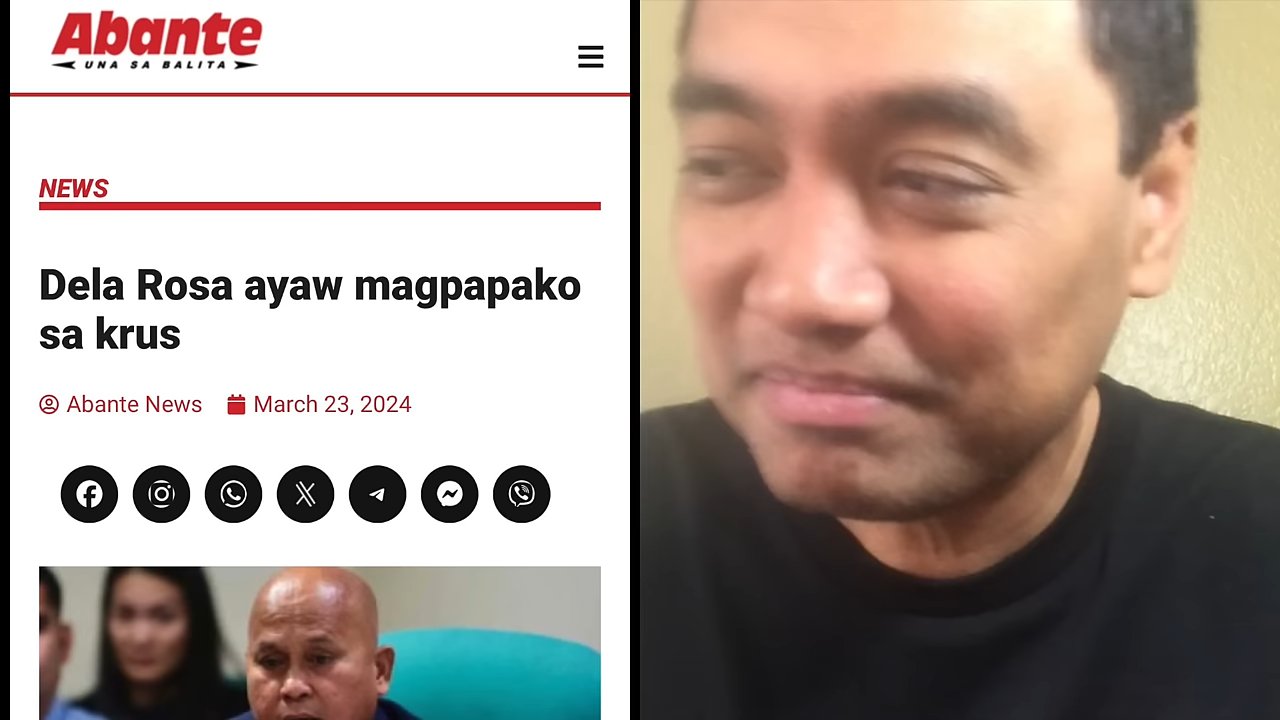 Abante
UNA SA BALITA
NEWS
Dela Rosa ayaw magpapako
sa krus
Abante News March 23, 2024